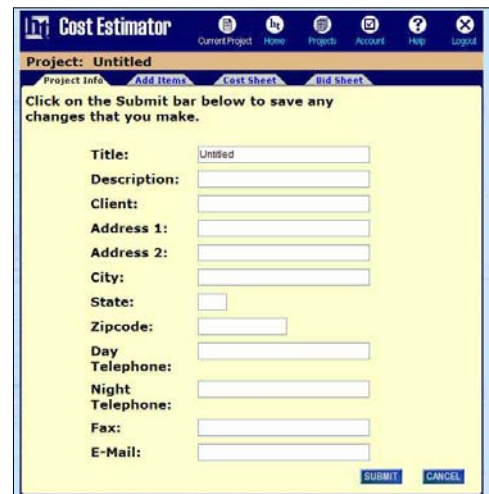 Cost Estimator
Current Project Home Projects Account Help Logout
Project: Untitled
Project Info Add Items Cost Sheet Bid Sheet
Click on the Submit bar below to save any
changes that you make.
Title: Untitled
Description:
Client:
Address 1:
Address 2:
City:
State:
Zipcode:
Day
Telephone:
Night
Telephone:
Fax:
E-Mail:
SUBMIT CANCEL